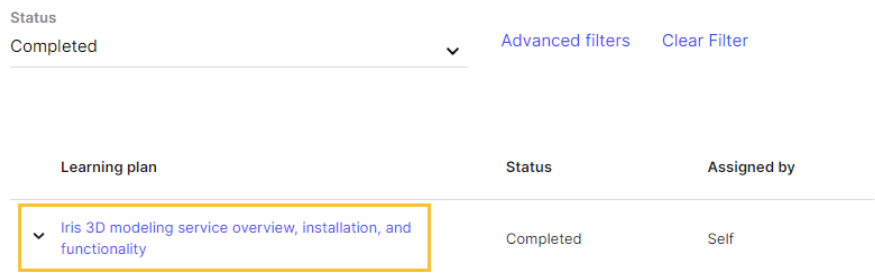 Status
Completed
Advanced filters Clear Filter
Learning plan Status Assigned by
Iris 3D modeling service overview, installation, and
functionality
Completed Self